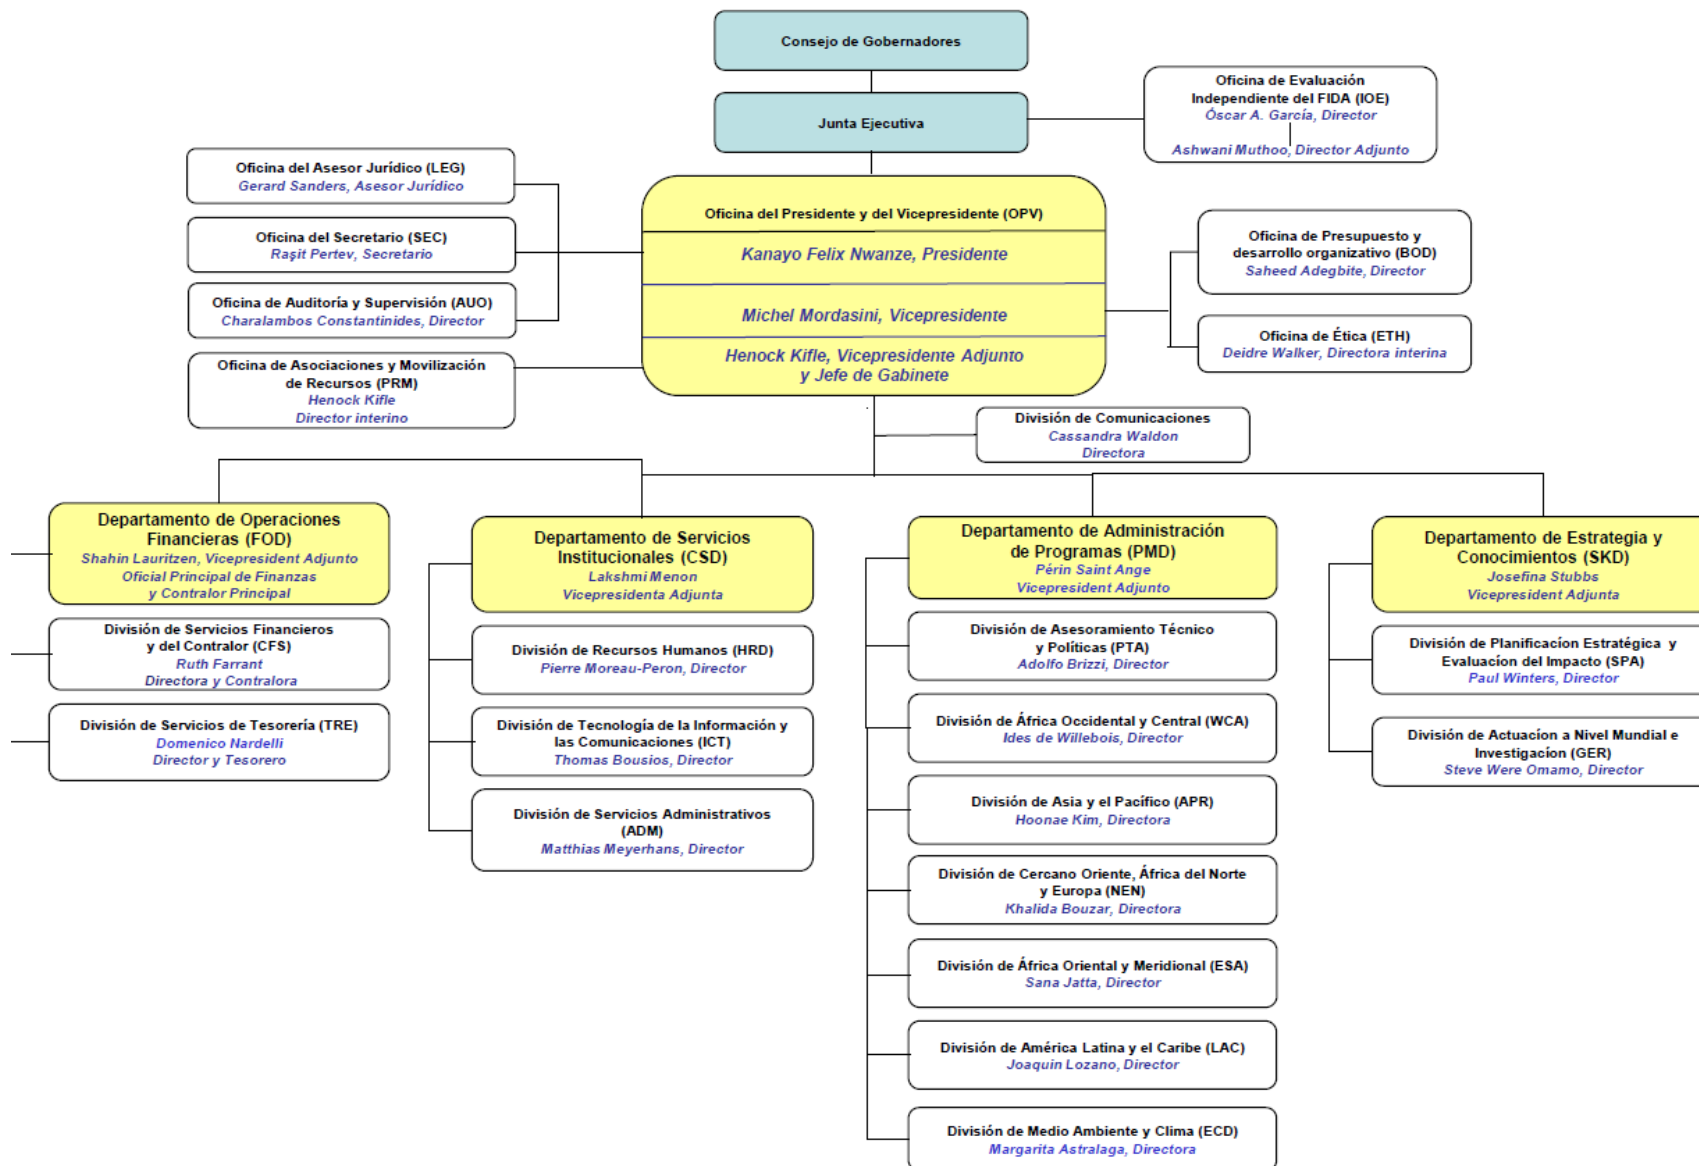 Consejo de Gobernadores
Junta Ejecutiva
Oficina de Evaluación
Independiente del FIDA (IOE)
Óscar A. García, Director
Ashwani Muthoo, Director Adjunto
Oficina del Asesor Jurídico (LEG)
Gerard Sanders, Asesor Jurídico
Oficina del Secretario (SEC)
Raşit Pertev, Secretario
Oficina de Auditoría y Supervisión (AUO)
Charalambos Constantinides, Director
Oficina de Asociaciones y Movilización
de Recursos (PRM)
Henock Kifle
Director interino
Oficina del Presidente y del Vicepresidente (OPV)
Kanayo Felix Nwanze, Presidente
Michel Mordasini, Vicepresidente
Henock Kifle, Vicepresidente Adjunto
y Jefe de Gabinete
Oficina de Presupuesto y
desarrollo organizativo (BOD)
Saheed Adegbite, Director
Oficina de Ética (ETH)
Deidre Walker, Directora interina
División de Comunicaciones
Cassandra Waldon
Directora
Departamento de Operaciones
Financieras (FOD)
Shahin Lauritzen, Vicepresident Adjunto
Oficial Principal de Finanzas
y Contralor Principal
División de Servicios Financieros
y del Contralor (CFS)
Ruth Farrant
Directora y Contralora
División de Servicios de Tesorería (TRE)
Domenico Nardelli
Director y Tesorero
Departamento de Servicios
Institucionales (CSD)
Lakshmi Menon
Vicepresidenta Adjunta
División de Recursos Humanos (HRD)
Pierre Moreau-Peron, Director
División de Tecnología de la Información y
las Comunicaciones (ICT)
Thomas Bousios, Director
División de Servicios Administrativos
(ADM)
Matthias Meyerhans, Director
Departamento de Administración
de Programas (PMD)
Périn Saint Ange
Vicepresident Adjunto
División de Asesoramiento Técnico
y Políticas (PTA)
Adolfo Brizzi, Director
División de África Occidental y Central (WCA)
Ides de Willebois, Director
División de Asia y el Pacífico (APR)
Hoonae Kim, Directora
División de Cercano Oriente, África del Norte
y Europa (NEN)
Khalida Bouzar, Directora
División de África Oriental y Meridional (ESA)
Sana Jatta, Director
División de América Latina y el Caribe (LAC)
Joaquin Lozano, Director
División de Medio Ambiente y Clima (ECD)
Margarita Astralaga, Directora
Departamento de Estrategia y
Conocimientos (SKD)
Josefina Stubbs
Vicepresident Adjunta
División de Planificacíon Estratégica y
Evaluacíon del Impacto (SPA)
Paul Winters, Director
División de Actuacíon a Nivel Mundial e
Investigacíon (GER)
Steve Were Omamo, Director